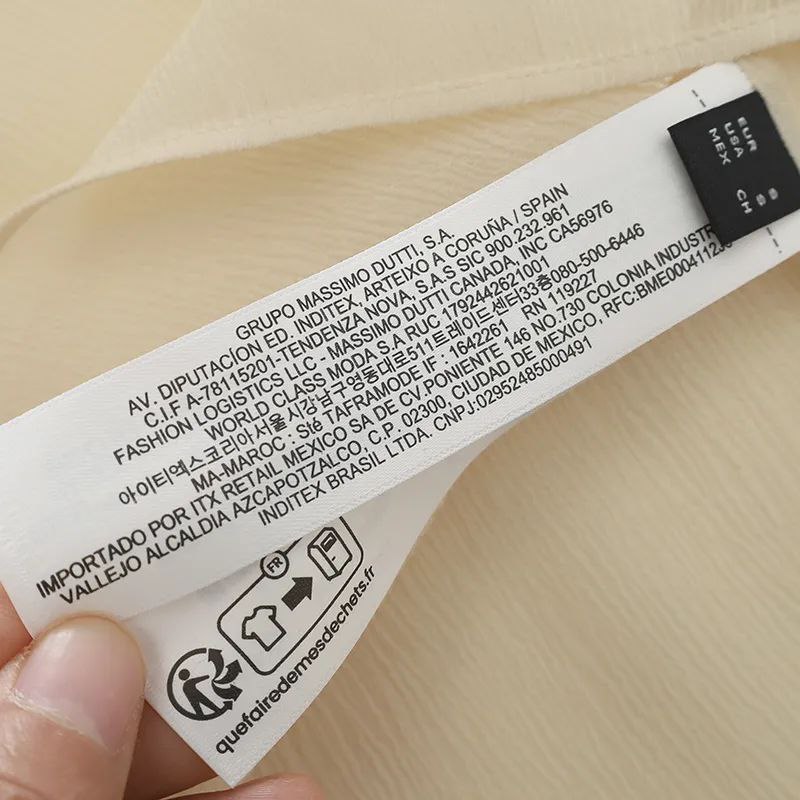 EUR S
USA S
MEX CH
GRUPO MASSIMO DUTTI, S.A.
AV. DIPUTACIÓN ED. INDITEX, ARTEIXO A CORUÑA / SPAIN
C.I.F A-78115201-TENDENZA NOVA, S.A.S SIC 900.232.961
FASHION LOGISTICS LLC - MASSIMO DUTTI CANADA, INC CA56976
WORLD CLASS MODA S.A RUC 1792442621001
아이티엑스코리아서울시강남구영동대로511트레이드센터33층080-500-6446
MA-MAROC : Sté TAFRAMODE IF : 1642261 RN 119227
IMPORTADO POR ITX RETAIL MEXICO SA DE CV.PONIENTE 146 NO.730 COLONIA INDUSTR
VALLEJO ALCALDIA AZCAPOTZALCO, C.P. 02300, CIUDAD DE MEXICO, RFC:BME000411
INDITEX BRASIL LTDA. CNPJ:02952485000491
FR
quefairedemesdechets.fr